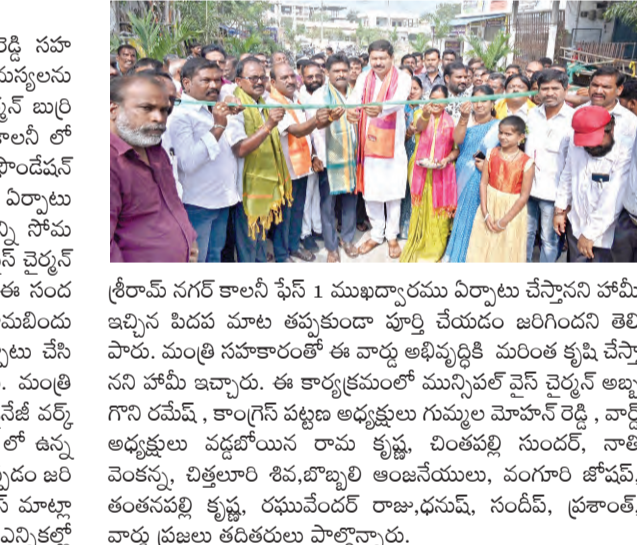 రెడ్డి సహ
మస్యలను
ర్మన్ బుర్రి
కాలనీ లో
ఫౌండేషన్
ఏర్పాటు
న్ని సోమ
స్ చైర్మన్
ఈ సంద
మబిందు
ాటు చేసి
మంత్రి
నేజీ వర్క్
లో ఉన్న
ప్పడం జరి
స్ మాట్లా
ఎన్నికల్లో
శ్రీరామ్ నగర్ కాలనీ ఫేస్ 1 ముఖద్వారము ఏర్పాటు చేస్తానని హామీ
ఇచ్చిన పిదప మాట తప్పకుండా పూర్తి చేయడం జరిగిందని తెలి
పారు. మంత్రి సహకారంతో ఈ వార్డు అభివృద్ధికి మరింత కృషి చేస్తా
నని హామీ ఇచ్చారు. ఈ కార్యక్రమంలో మున్సిపల్ వైస్ చైర్మన్ అబ్బ
గొని రమేష్ , కాంగ్రెస్ పట్టణ అధ్యక్షులు గుమ్మల మోహన్ రెడ్డి , వార్డు
అధ్యక్షులు వడ్డబోయిన రామ కృష్ణ, చింతపల్లి సుందర్, నాతి
వెంకన్న, చిత్తలూరి శివ,బొబ్బలి ఆంజనేయులు, వంగూరి జోషప్,
తంతనపల్లి కృష్ణ, రఘువేందర్ రాజు,ధనుష్, సందీప్, ప్రశాంత్,
వార్డు ప్రజలు తదితరులు పాల్గొన్నారు.